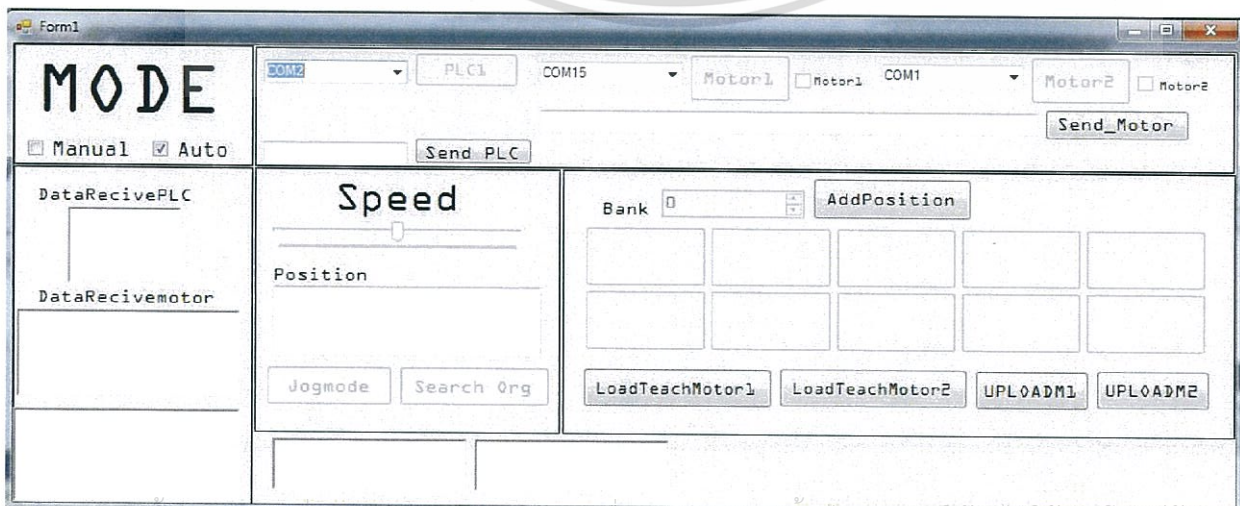 Form1
MODE
Manual Auto
COM2 PLC1 COM15 Motor1 Motor1 COM1 Motor2 Motor2
Send_Motor
Send PLC
DataRecivePLC
DataRecivemotor
Speed
Position
Jogmode Search Org
Bank 0 AddPosition
LoadTeachMotor1 LoadTeachMotor2 UPLOADM1 UPLOADM2